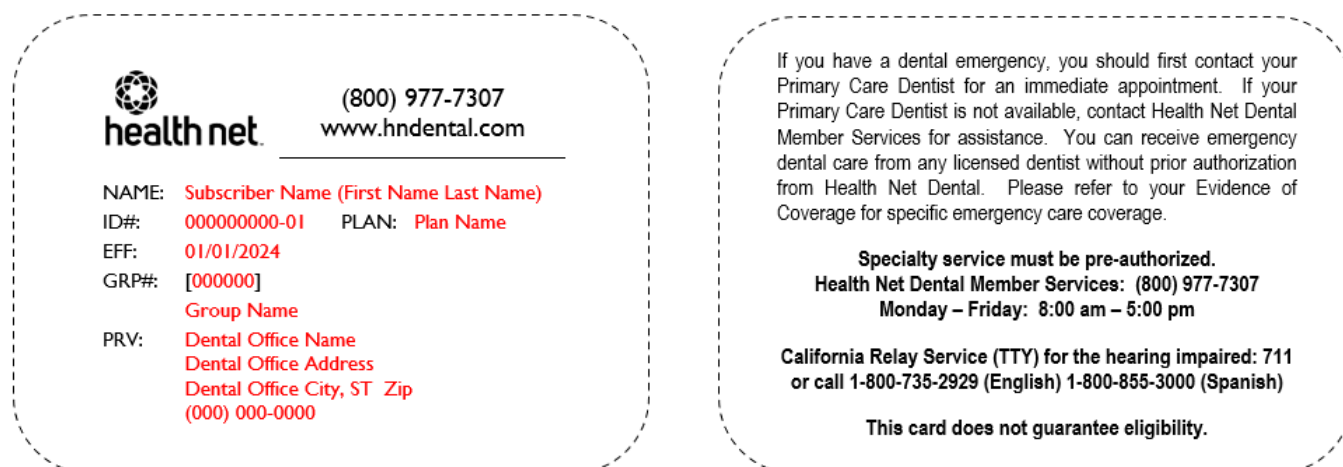 health net.
(800) 977-7307
www.hndental.com
NAME: Subscriber Name (First Name Last Name)
ID#: 000000000-01 PLAN: Plan Name
EFF: 01/01/2024
GRP#: [000000]
Group Name
PRV: Dental Office Name
Dental Office Address
Dental Office City, ST Zip
(000) 000-0000
If you have a dental emergency, you should first contact your
Primary Care Dentist for an immediate appointment. If your
Primary Care Dentist is not available, contact Health Net Dental
Member Services for assistance. You can receive emergency
dental care from any licensed dentist without prior authorization
from Health Net Dental. Please refer to your Evidence of
Coverage for specific emergency care coverage.
Specialty service must be pre-authorized.
Health Net Dental Member Services: (800) 977-7307
Monday – Friday: 8:00 am – 5:00 pm
California Relay Service (TTY) for the hearing impaired: 711
or call 1-800-735-2929 (English) 1-800-855-3000 (Spanish)
This card does not guarantee eligibility.